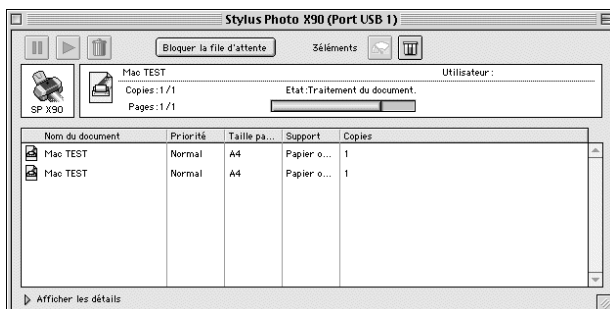 Stylus Photo X90 (Port USB 1)
Bloquer la file d'attente
3éléments
Mac TEST
Utilisateur :
Copies :1/1
Etat :Traitement du document.
Pages :1/1
SP X90
Nom du document Priorité Taille pa... Support Copies
Mac TEST Normal A4 Papier o... 1
Mac TEST Normal A4 Papier o... 1
Afficher les détails